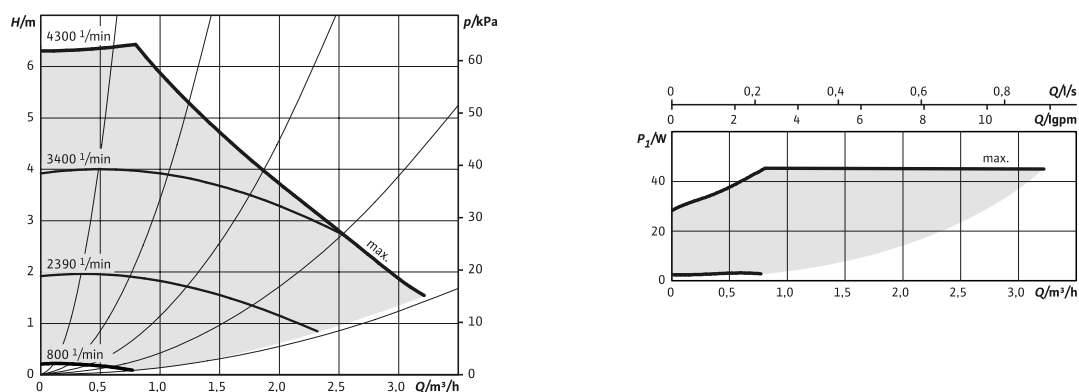 H/m
p/kPa
4300 1/min
6
60
5
50
3400 1/min
4
40
3
30
max.
2390 1/min
2
20
1
10
800 1/min
0
0
0 0,5 1,0 1,5 2,0 2,5 3,0 Q/m³/h
0 0,2 0,4 0,6 0,8 Q/l/s
0 2 4 6 8 10 Q/Igpm
P1/W
max.
40
20
0
0 0,5 1,0 1,5 2,0 2,5 3,0 Q/m³/h